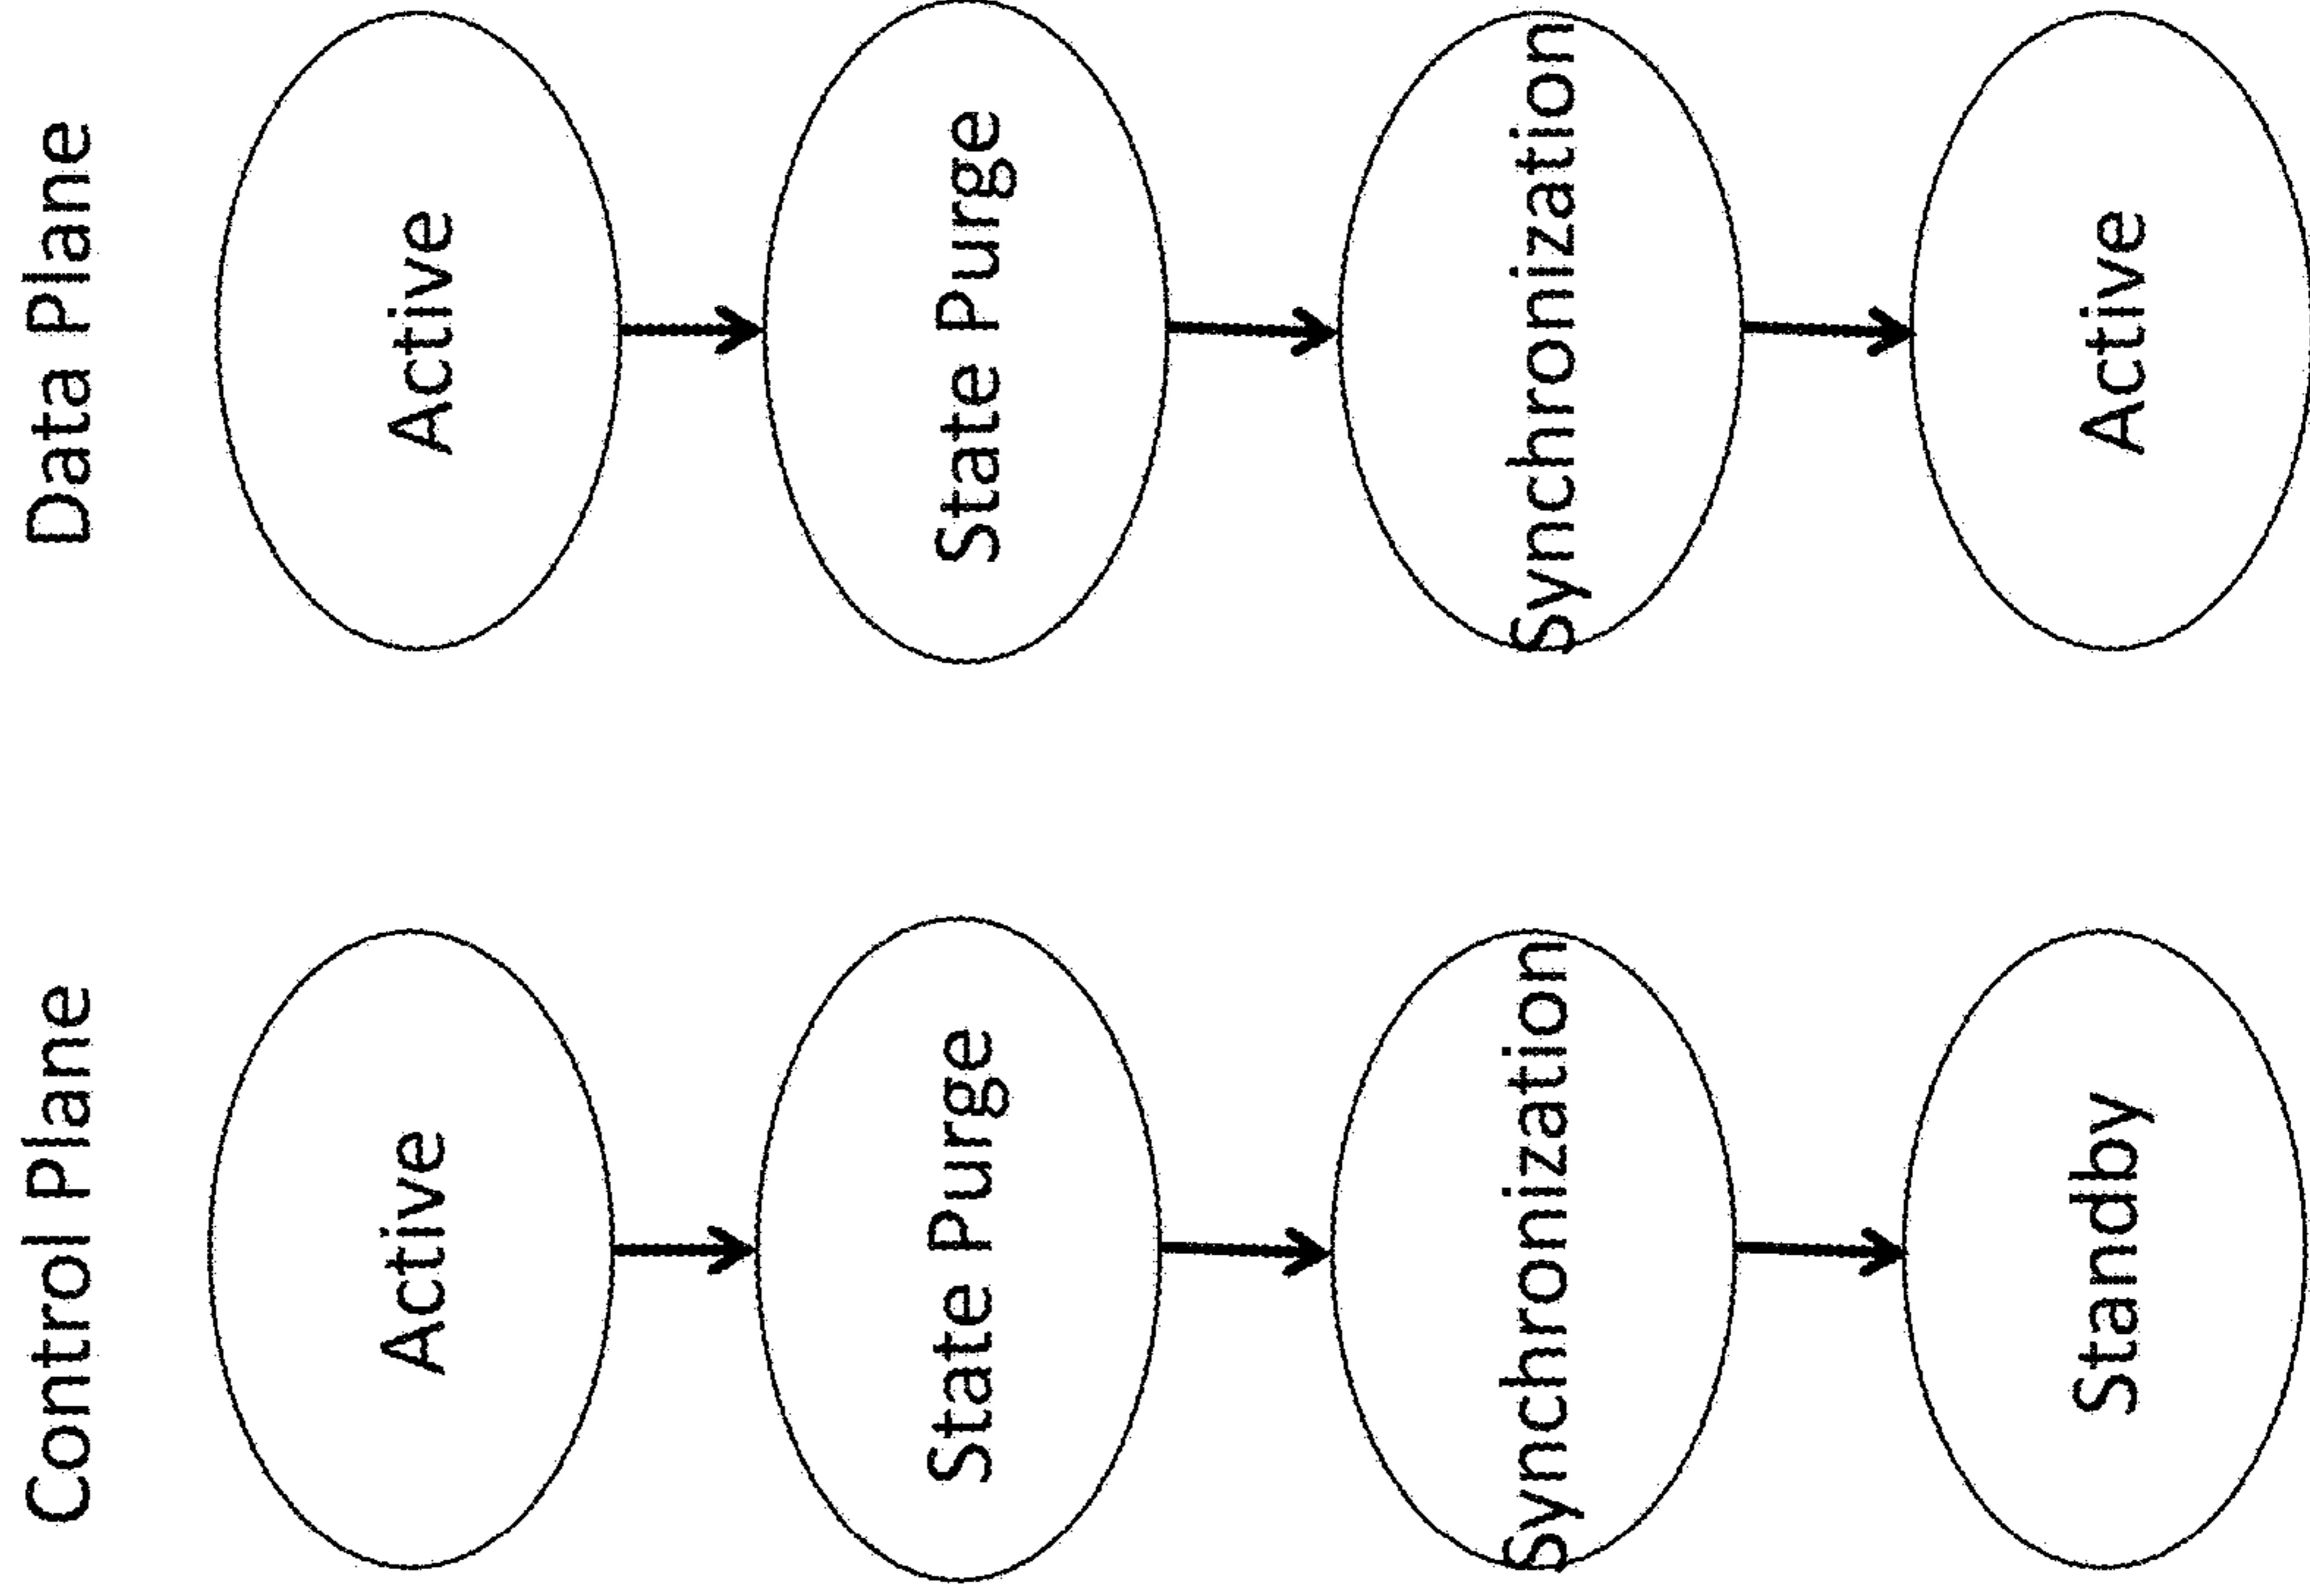 Control Plane
Active
State Purge
Synchronization
Standby
Data Plane
Active
State Purge
Synchronization
Active